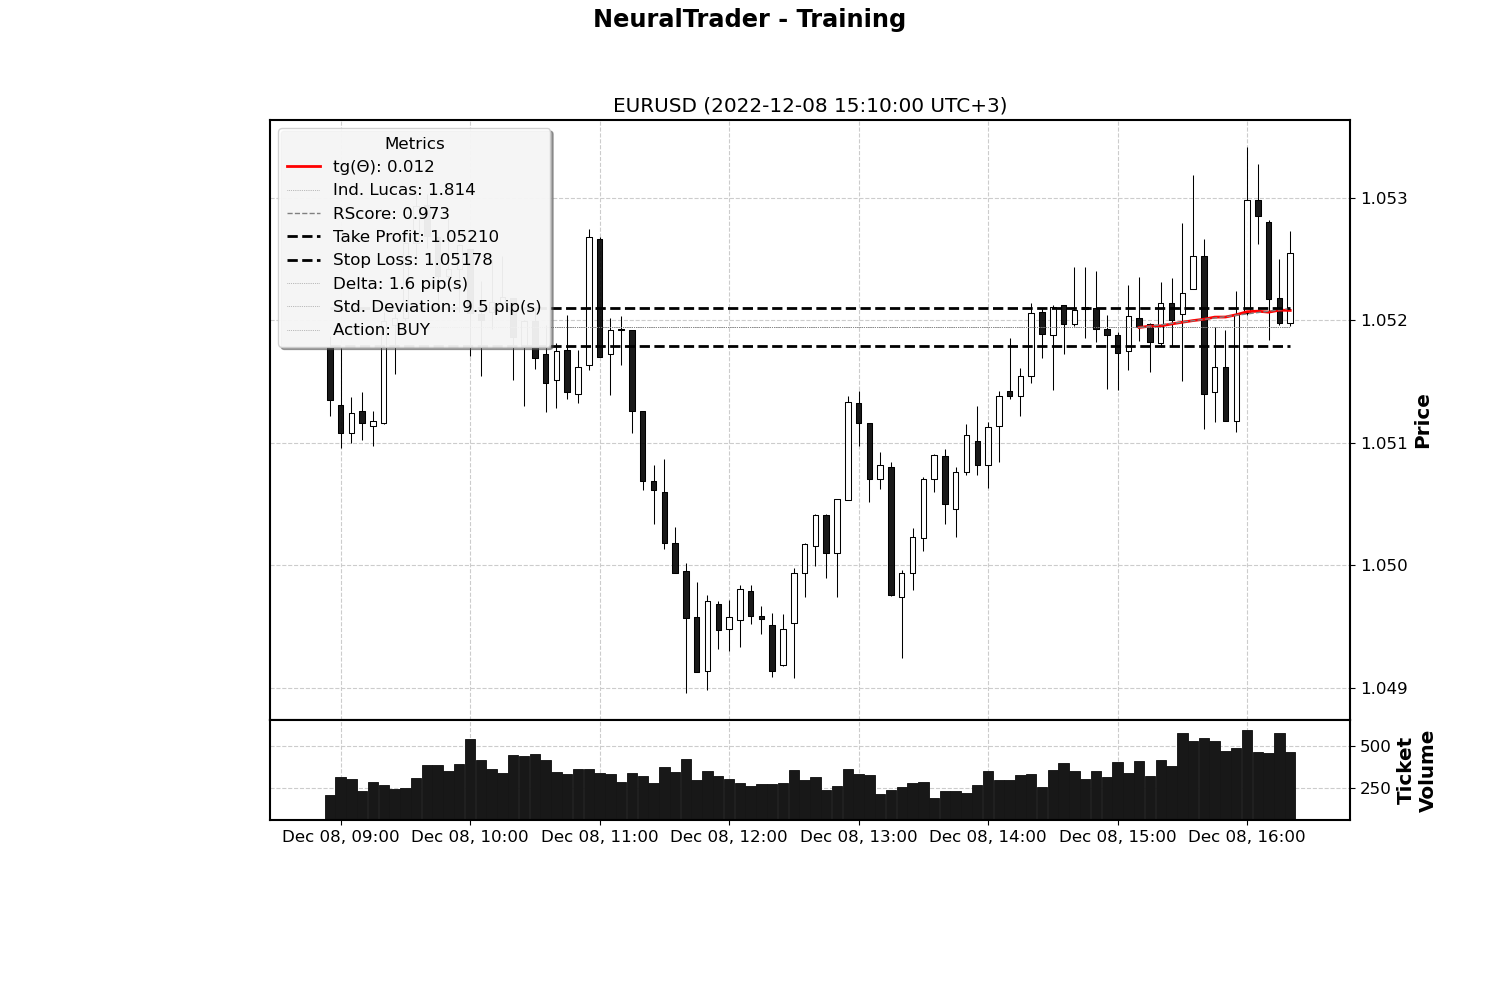 NeuralTrader - Training
EURUSD (2022-12-08 15:10:00 UTC+3)
Metrics
tg(Θ): 0.012
Ind. Lucas: 1.814
RScore: 0.973
Take Profit: 1.05210
Stop Loss: 1.05178
Delta: 1.6 pip(s)
Std. Deviation: 9.5 pip(s)
Action: BUY
1.053
1.052
1.051
1.050
1.049
Price
500
250
Ticket
Volume
Dec 08, 09:00
Dec 08, 10:00
Dec 08, 11:00
Dec 08, 12:00
Dec 08, 13:00
Dec 08, 14:00
Dec 08, 15:00
Dec 08, 16:00